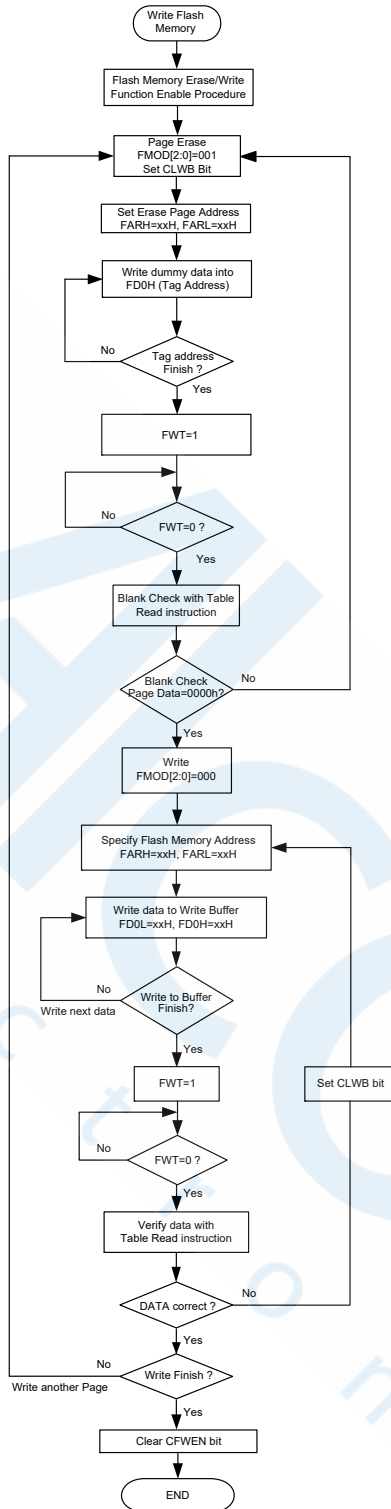 Write Flash
Memory
Flash Memory Erase/Write
Function Enable Procedure
Page Erase
FMOD[2:0]=001
Set CLWB Bit
Set Erase Page Address
FARH=xxH, FARL=xxH
Write dummy data into
FD0H (Tag Address)
No
Tag address
Finish ?
Yes
FWT=1
No
FWT=0 ?
Yes
Blank Check with Table
Read instruction
Blank Check
Page Data=0000h?
No
Yes
Write
FMOD[2:0]=000
Specify Flash Memory Address
FARH=xxH, FARL=xxH
Write data to Write Buffer
FD0L=xxH, FD0H=xxH
No
Write next data
Write to Buffer
Finish?
Yes
FWT=1
Set CLWB bit
No
FWT=0 ?
Yes
Verify data with
Table Read instruction
DATA correct ?
No
Yes
No
Write another Page
Write Finish ?
Yes
Clear CFWEN bit
END